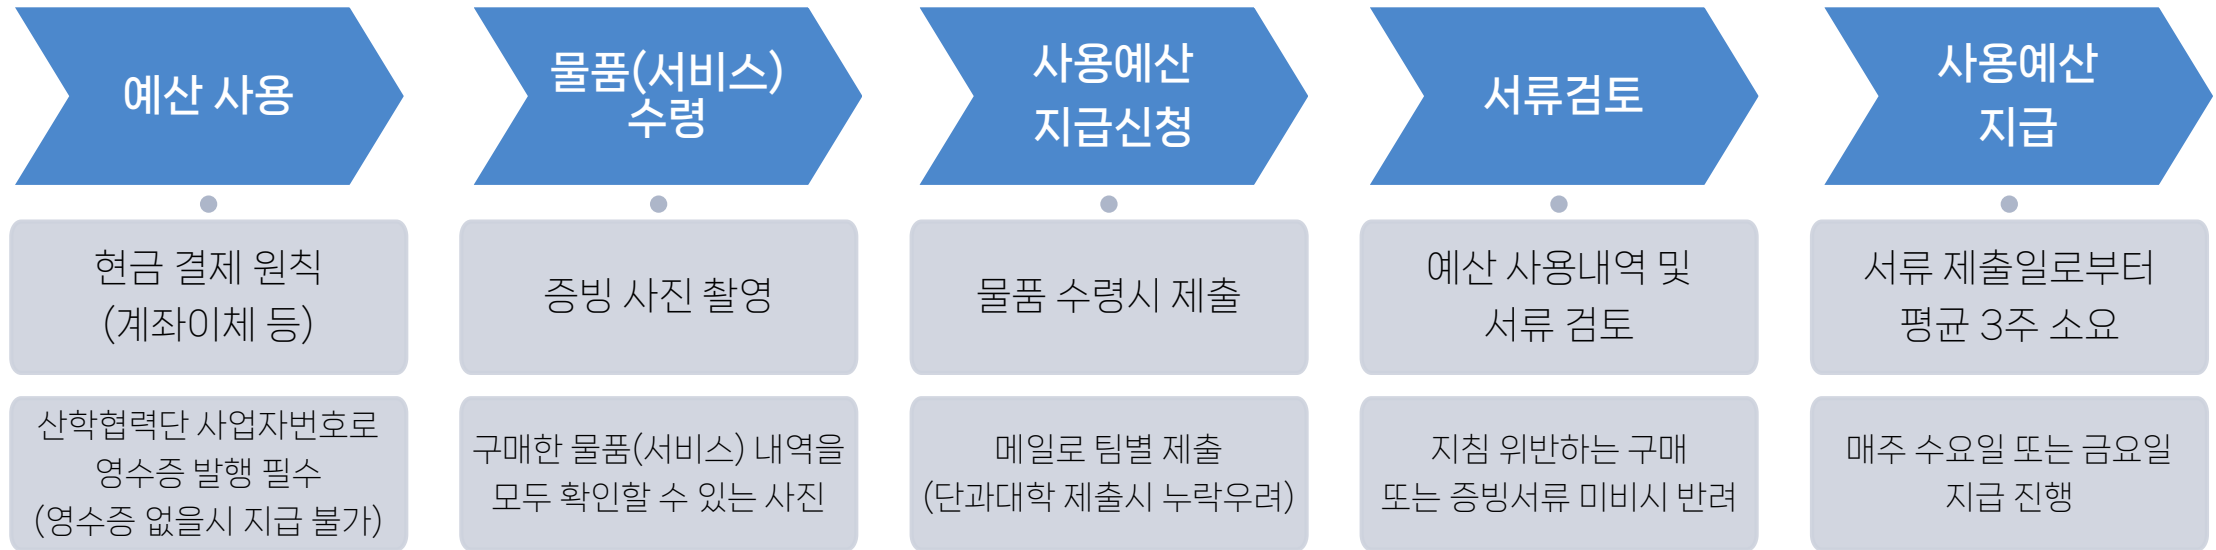 예산 사용
물품(서비스)
수령
사용예산
지급신청
서류검토
사용예산
지급
현금 결제 원칙
(계좌이체 등)
증빙 사진 촬영
물품 수령시 제출
예산 사용내역 및
서류 검토
서류 제출일로부터
평균 3주 소요
산학협력단 사업자번호로
영수증 발행 필수
(영수증 없을시 지급 불가)
구매한 물품(서비스) 내역을
모두 확인할 수 있는 사진
메일로 팀별 제출
(단과대학 제출시 누락우려)
지침 위반하는 구매
또는 증빙서류 미비시 반려
매주 수요일 또는 금요일
지급 진행